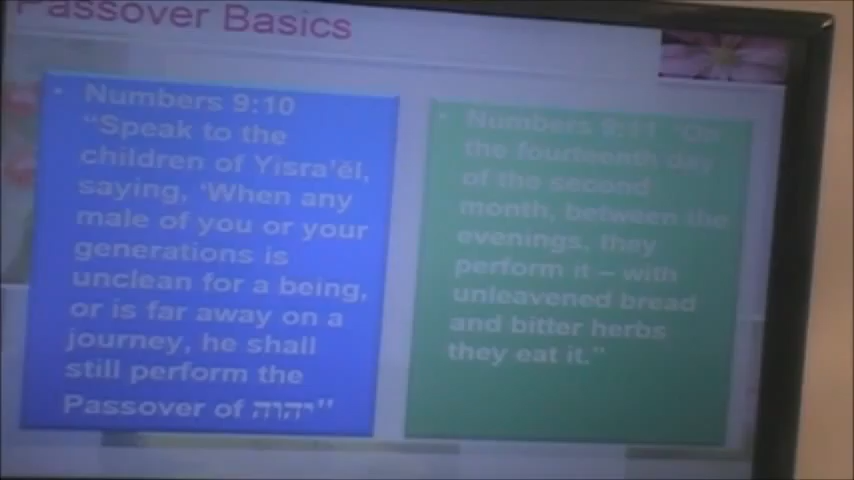 Passover Basics
• Numbers 9:10
“Speak to the
children of Yisra’ěl,
saying, ‘When any
male of you or your
generations is
unclean for a being,
or is far away on a
journey, he shall
still perform the
Passover of יהוה”
• Numbers 9:11 ‘On
the fourteenth day
of the second
month, between the
evenings, they
perform it – with
unleavened bread
and bitter herbs
they eat it.”